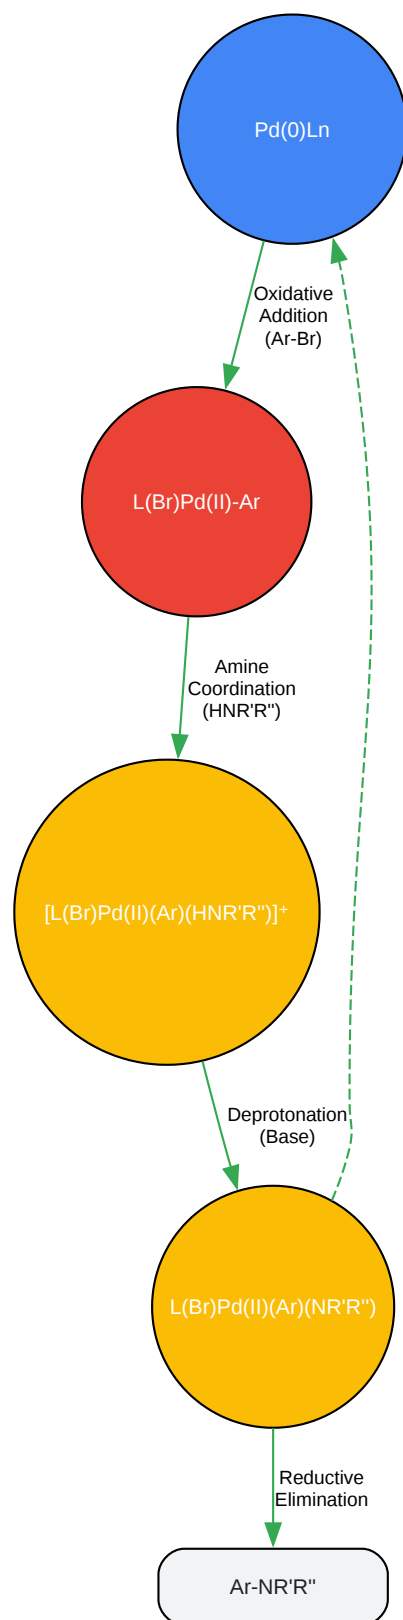 Pd(0)Ln
Oxidative
Addition
(Ar-Br)
L(Br)Pd(II)-Ar
Amine
Coordination
(HNR'R'')
[L(Br)Pd(II)(Ar)(HNR'R'')]⁺
Deprotonation
(Base)
L(Br)Pd(II)(Ar)(NR'R'')
Reductive
Elimination
Ar-NR'R''